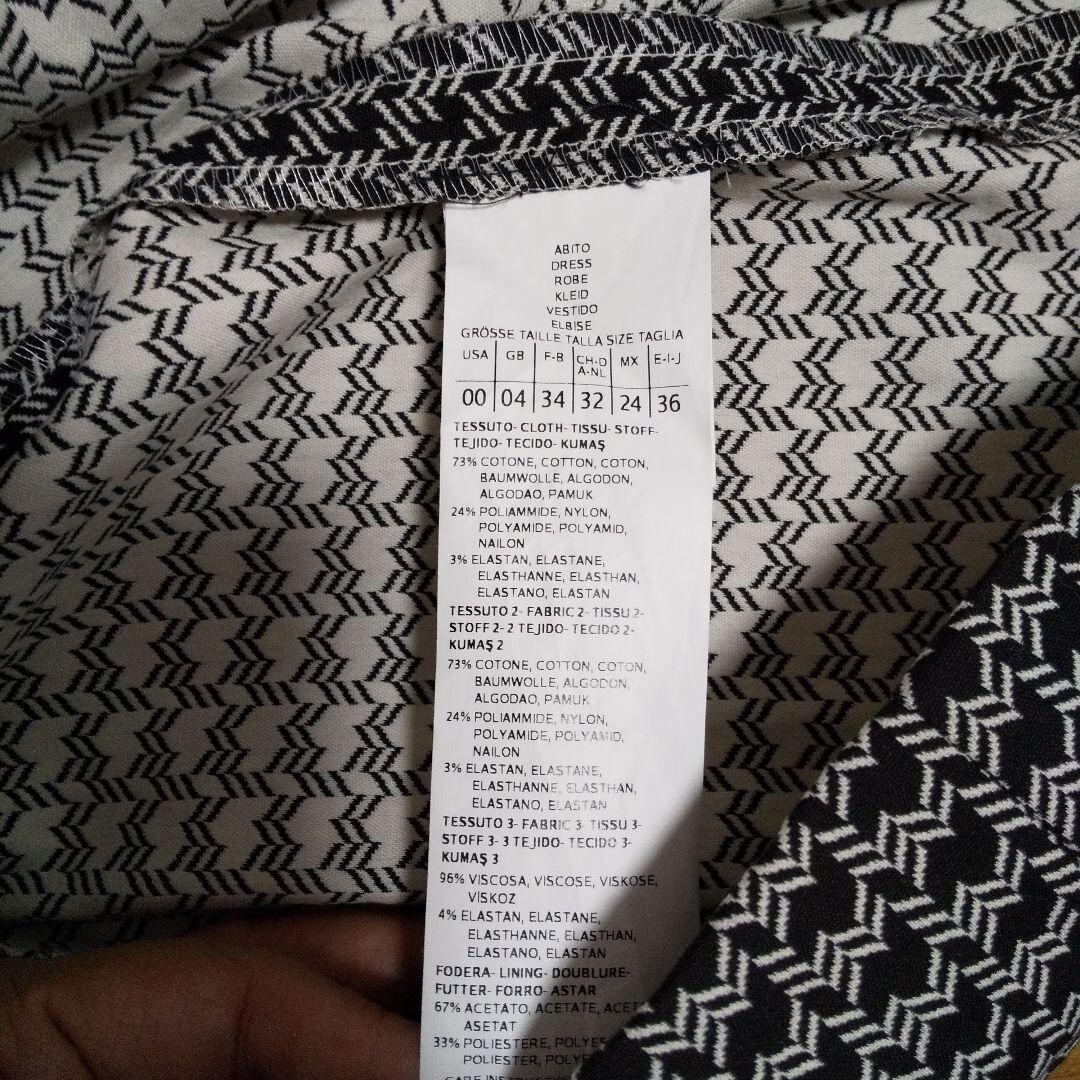 ABITO
DRESS
ROBE
KLEID
VESTIDO
ELBISE
GRÖSSE TAILLE TALLA SIZE TAGLIA
USA GB F-B CH-D A-NL MX E-I-J
00 04 34 32 24 36
TESSUTO- CLOTH- TISSU- STOFF-
TEJIDO- TECIDO- KUMAŞ
73% COTONE, COTTON, COTON,
BAUMWOLLE, ALGODON,
ALGODAO, PAMUK
24% POLIAMMIDE, NYLON,
POLYAMIDE, POLYAMID,
NAILON
3% ELASTAN, ELASTANE,
ELASTHANNE, ELASTHAN,
ELASTANO, ELASTAN
TESSUTO 2- FABRIC 2- TISSU 2-
STOFF 2- 2 TEJIDO- TECIDO 2-
KUMAŞ 2
73% COTONE, COTTON, COTON,
BAUMWOLLE, ALGODON,
ALGODAO, PAMUK
24% POLIAMMIDE, NYLON,
POLYAMIDE, POLYAMID,
NAILON
3% ELASTAN, ELASTANE,
ELASTHANNE, ELASTHAN,
ELASTANO, ELASTAN
TESSUTO 3- FABRIC 3- TISSU 3-
STOFF 3- 3 TEJIDO- TECIDO 3-
KUMAŞ 3
96% VISCOSA, VISCOSE, VISKOSE,
VİSKOZ
4% ELASTAN, ELASTANE,
ELASTHANNE, ELASTHAN,
ELASTANO, ELASTAN
FODERA- LINING- DOUBLURE-
FUTTER- FORRO- ASTAR
67% ACETATO, ACETATE, ACET
ASETAT
33% POLIESTERE, POLYES
POLIESTER, POLYE
CARE